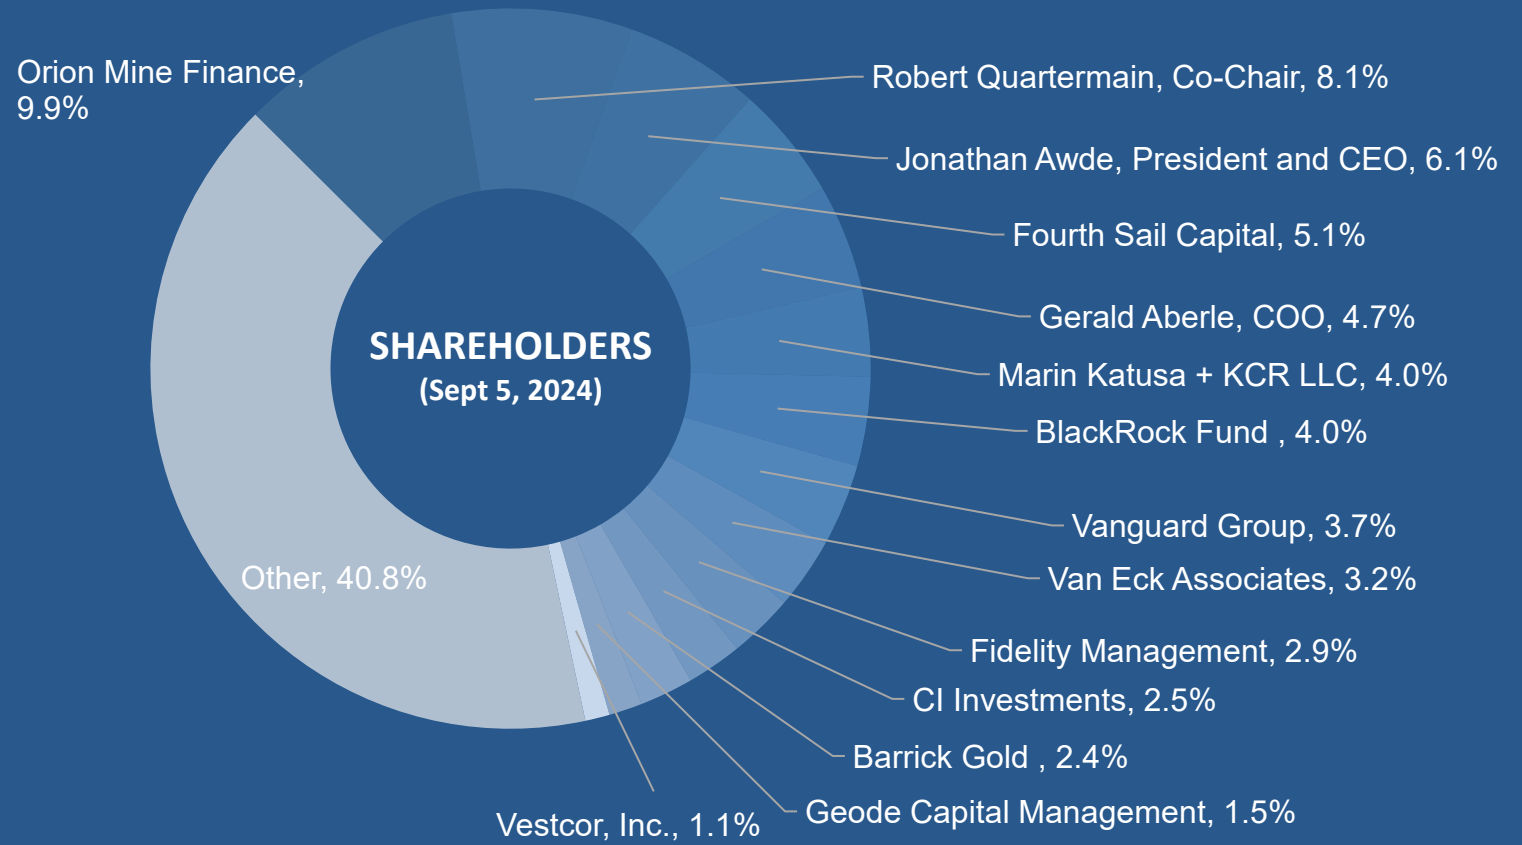 Orion Mine Finance,
9.9%
Robert Quartermain, Co-Chair, 8.1%
Jonathan Awde, President and CEO, 6.1%
Fourth Sail Capital, 5.1%
Gerald Aberle, COO, 4.7%
SHAREHOLDERS
(Sept 5, 2024)
Marin Katusa + KCR LLC, 4.0%
BlackRock Fund , 4.0%
Vanguard Group, 3.7%
Van Eck Associates, 3.2%
Other, 40.8%
Fidelity Management, 2.9%
CI Investments, 2.5%
Barrick Gold , 2.4%
Geode Capital Management, 1.5%
Vestcor, Inc., 1.1%